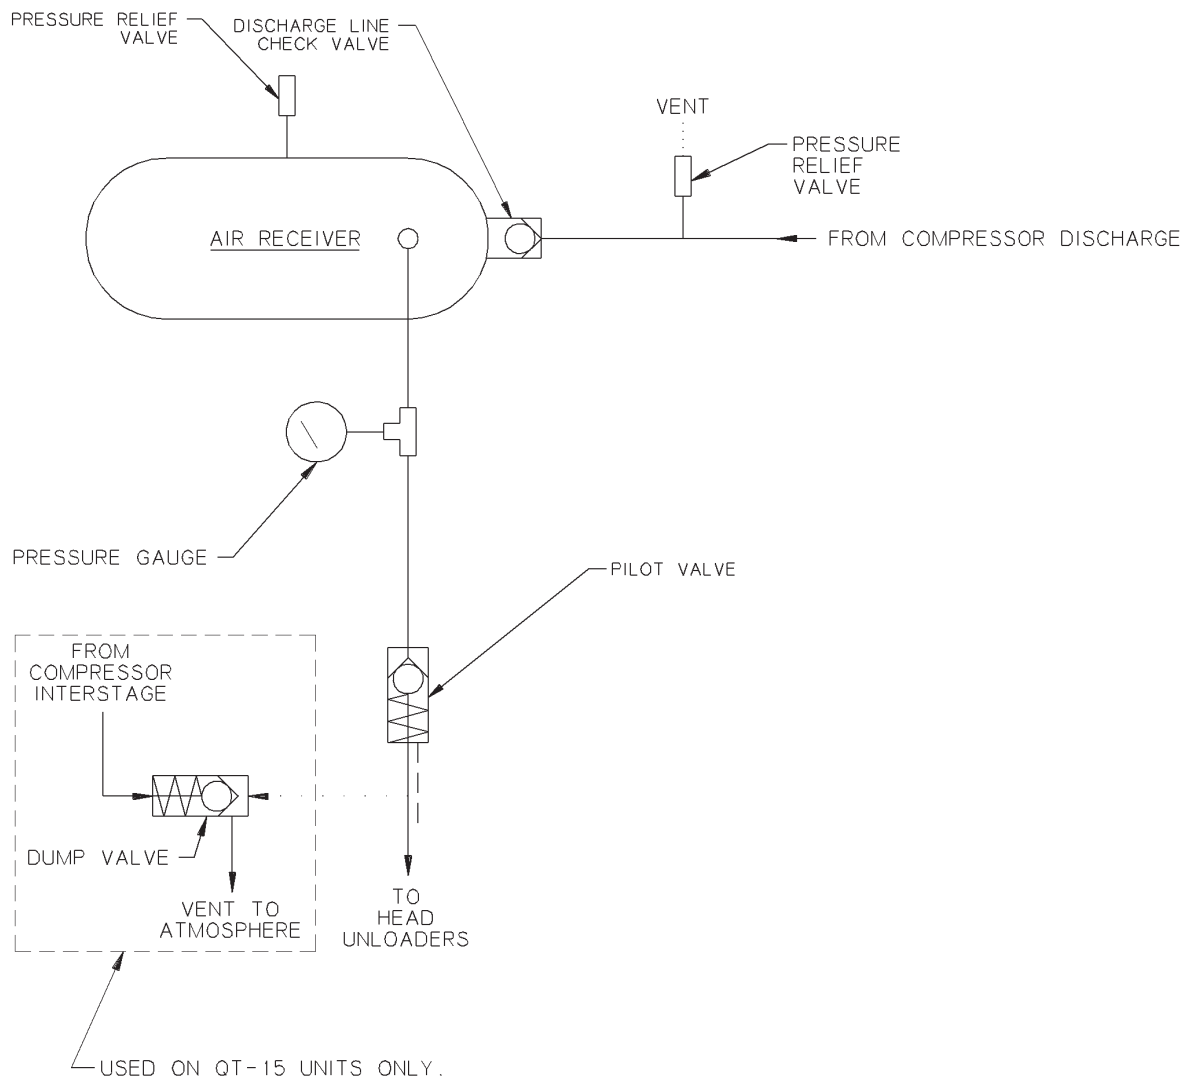 PRESSURE RELIEF
VALVE
DISCHARGE LINE
CHECK VALVE
VENT
PRESSURE
RELIEF
VALVE
AIR RECEIVER
FROM COMPRESSOR DISCHARGE
PRESSURE GAUGE
PILOT VALVE
FROM
COMPRESSOR
INTERSTAGE
DUMP VALVE
VENT TO
ATMOSPHERE
TO
HEAD
UNLOADERS
USED ON QT-15 UNITS ONLY.